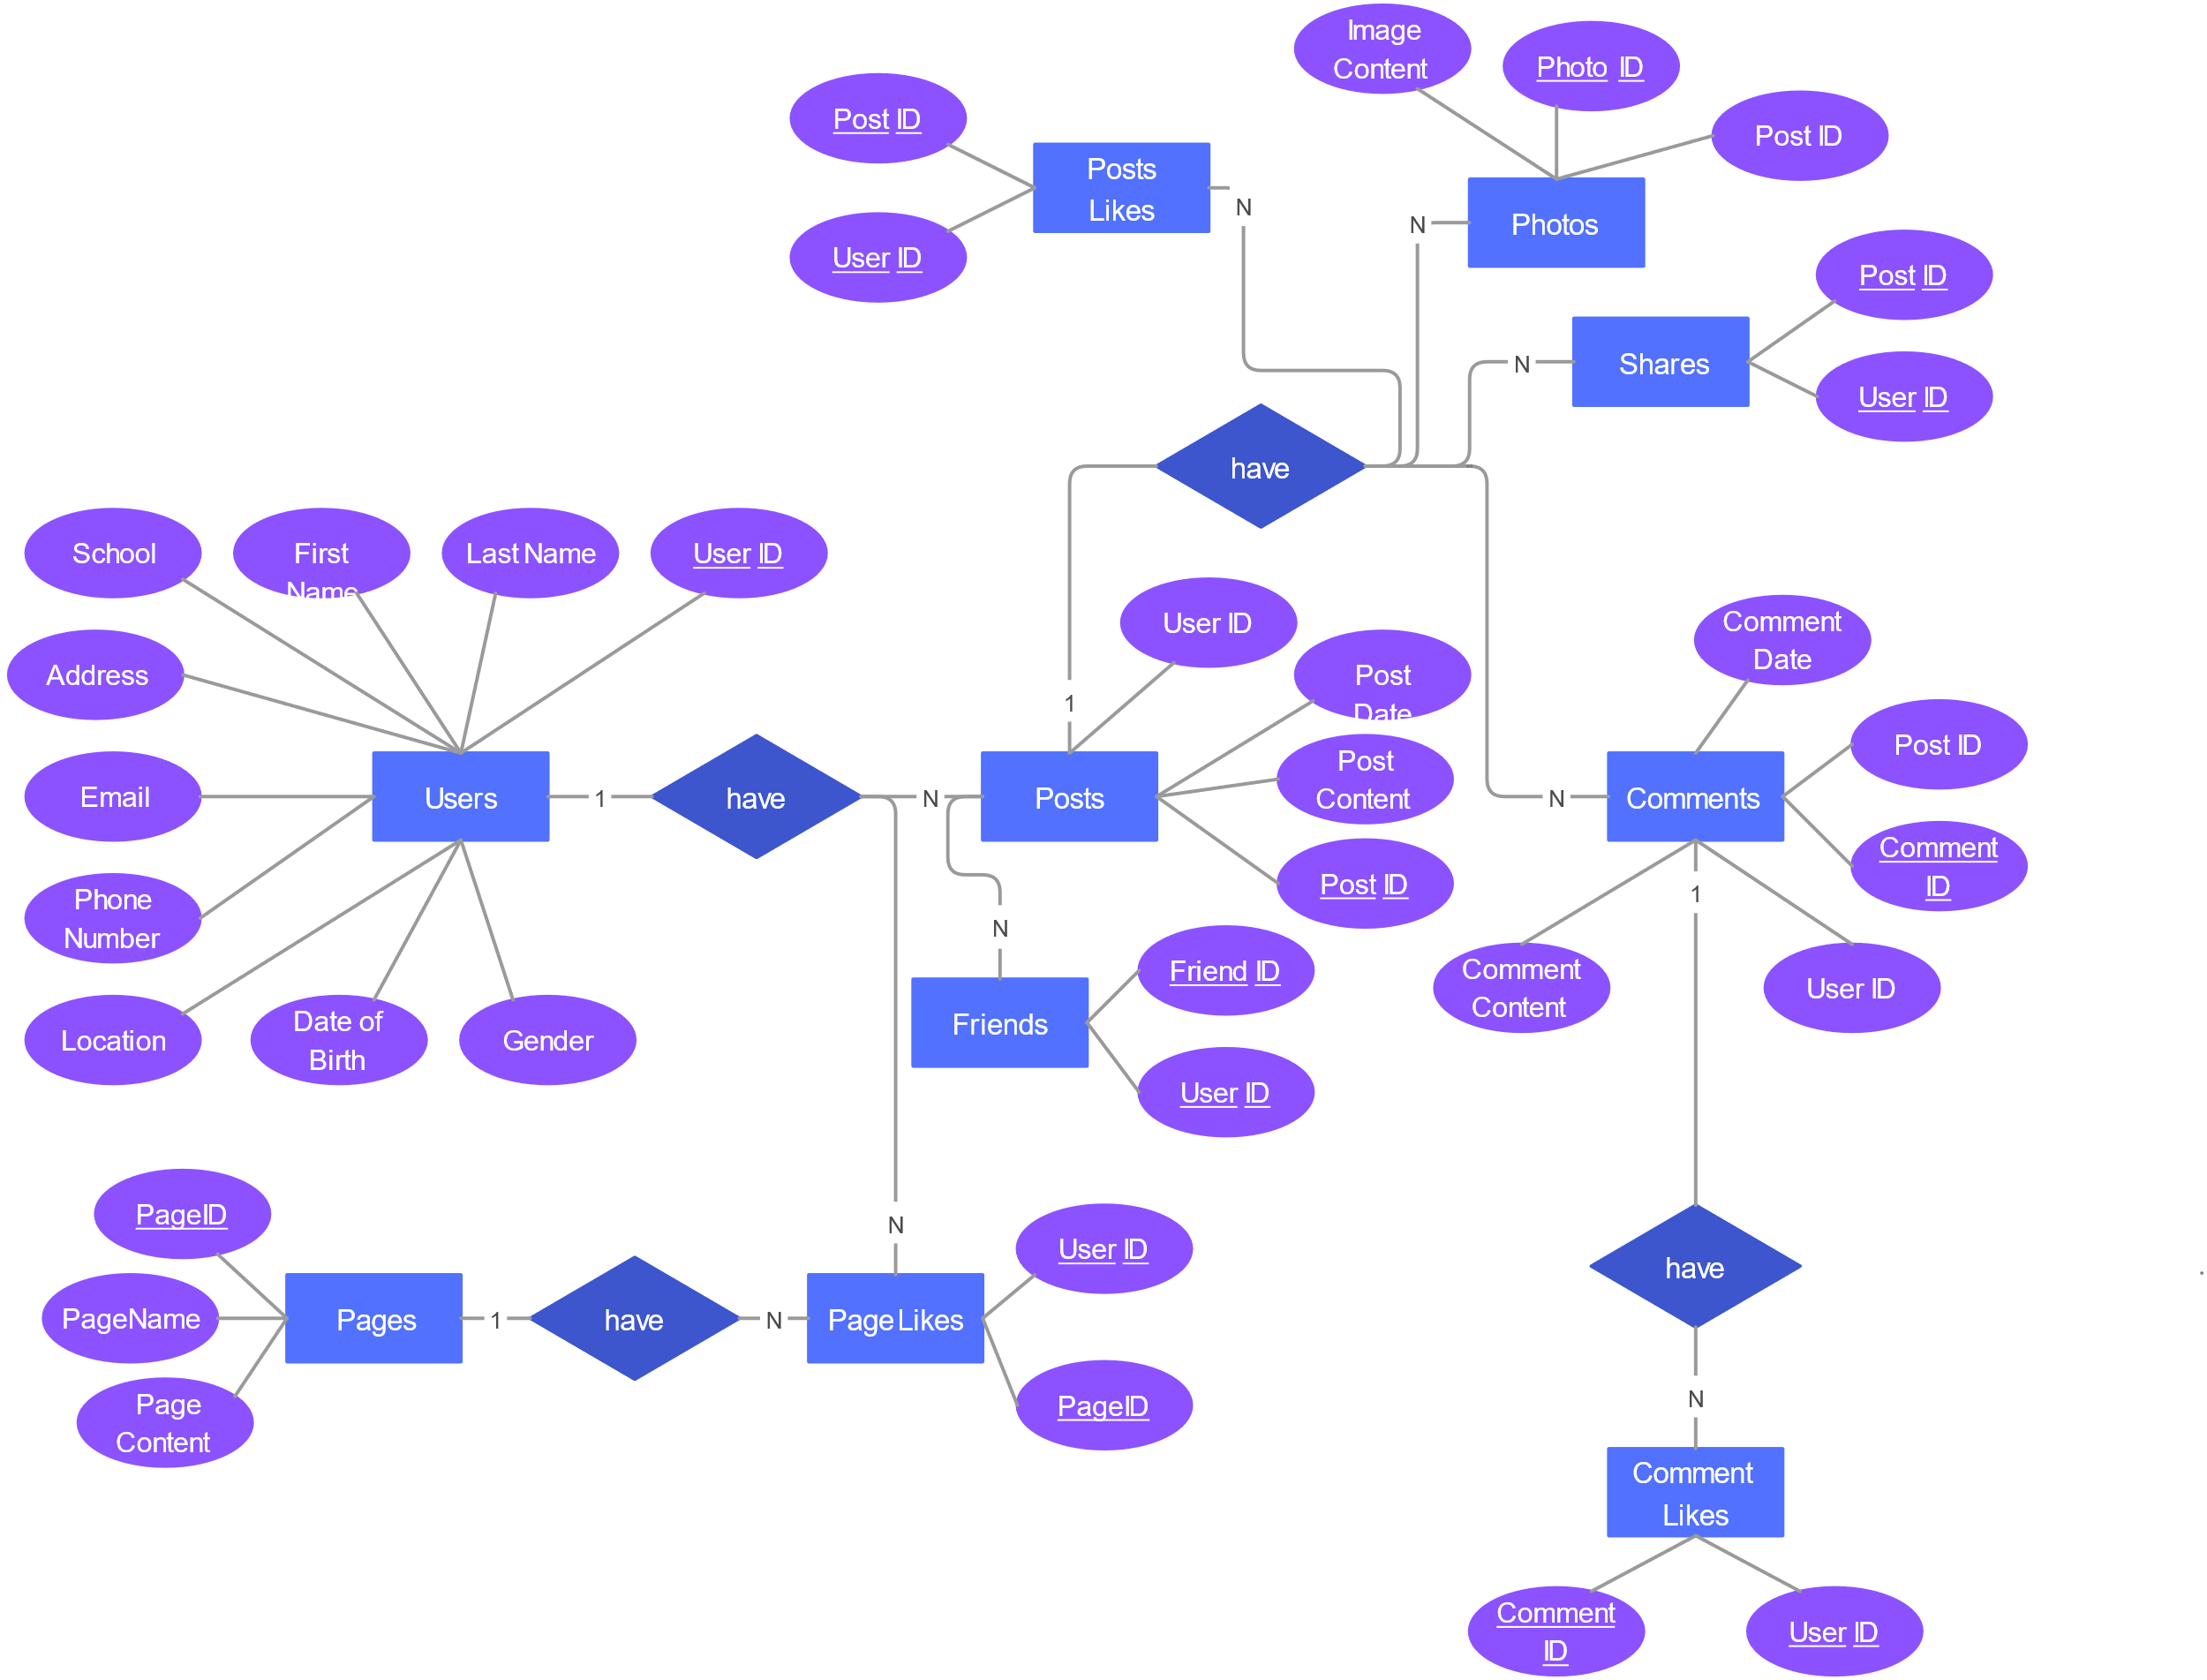 Image
Content
Photo ID
Post ID
Post ID
Posts
Likes
User ID
N
N
Photos
Post ID
N
Shares
User ID
have
School
First
Name
Last Name
User ID
Address
User ID
1
Post
Date
Comment
Date
Email
Users
1
have
N
Posts
Post
Content
Post ID
N
Comments
Post ID
Comment
ID
Phone
Number
1
N
Friend ID
Comment
Content
User ID
Location
Date of
Birth
Gender
Friends
User ID
PageID
N
User ID
have
PageName
Pages
1
have
N
Page Likes
Page
Content
PageID
N
Comment
Likes
Comment
ID
User ID